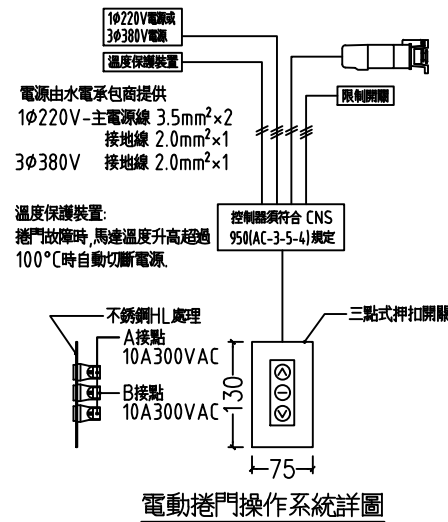 1φ220V電源或
3φ380V電源
溫度保護裝置
限制開關
電源由水電承包商提供
1φ220V-主電源線 3.5mm²×2
接地線 2.0mm²×1
3φ380V 接地線 2.0mm²×1
溫度保護裝置:
捲門故障時,馬達溫度升高超過
100°C時自動切斷電源.
控制器須符合 CNS
950(AC-3-5-4)規定
不銹鋼HL處理
A接點
10A300VAC
B接點
10A300VAC
三點式押扣開關
130
75
電動捲門操作系統詳圖